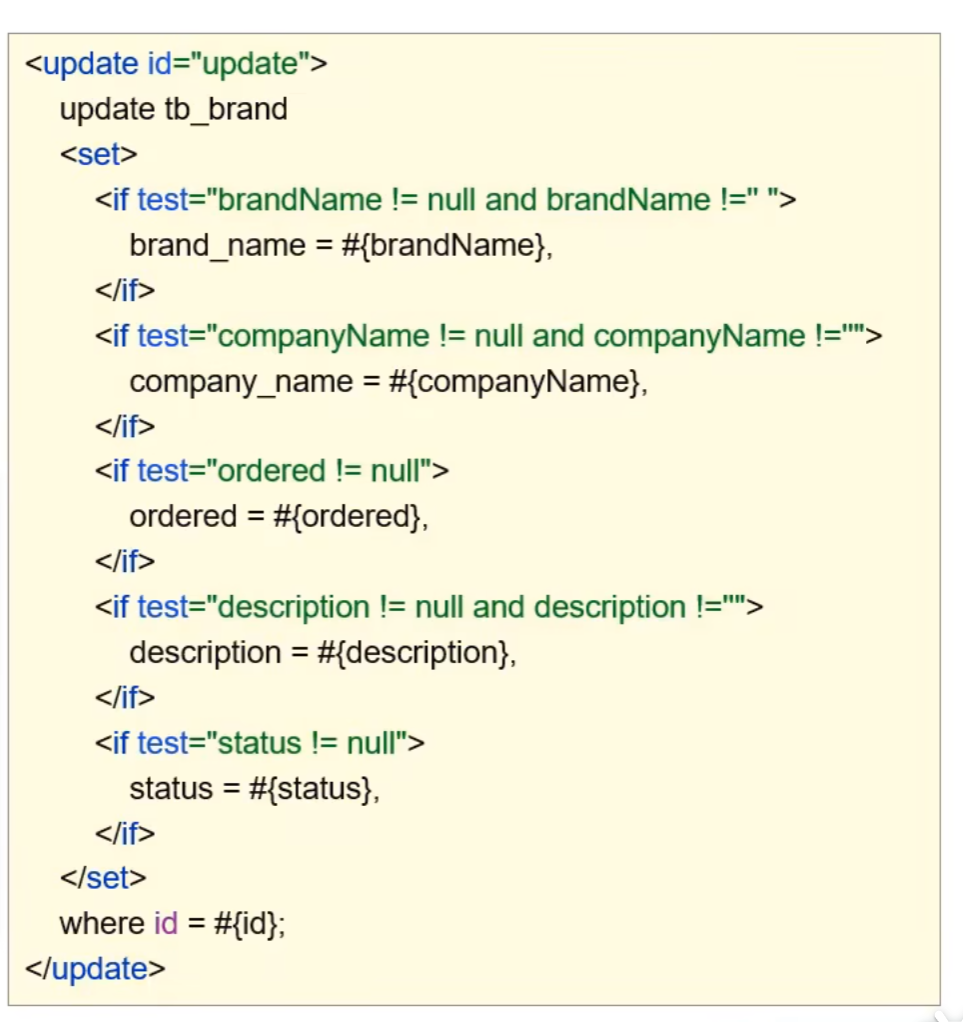 <update id="update">
update tb_brand
<set>
<if test="brandName != null and brandName !=" ">
brand_name = #{brandName},
</if>
<if test="companyName != null and companyName !="">
company_name = #{companyName},
</if>
<if test="ordered != null">
ordered = #{ordered},
</if>
<if test="description != null and description !="">
description = #{description},
</if>
<if test="status != null">
status = #{status},
</if>
</set>
where id = #{id};
</update>